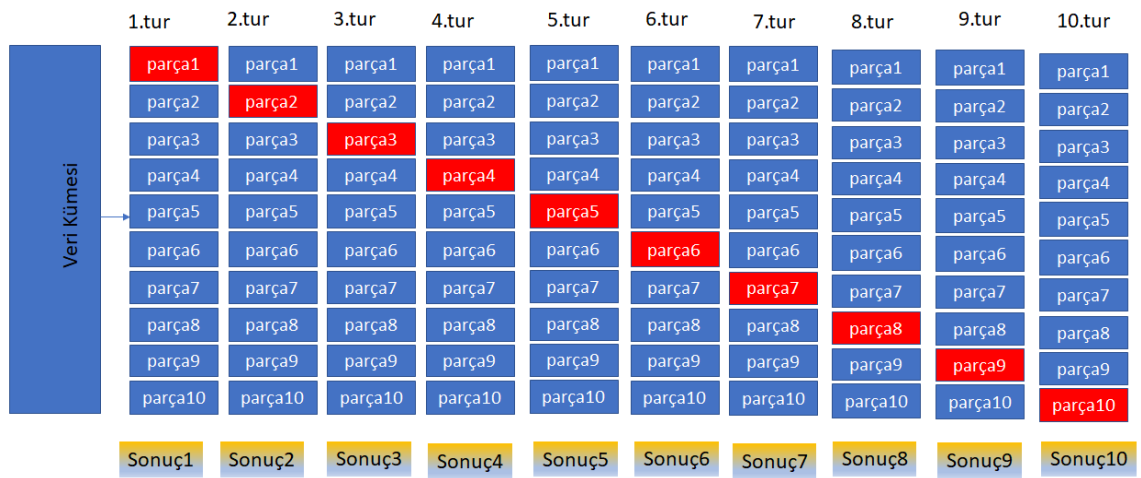 1.tur 2.tur 3.tur 4.tur 5.tur 6.tur 7.tur 8.tur 9.tur 10.tur
Veri Kümesi
parça1 parça1 parça1 parça1 parça1 parça1 parça1 parça1 parça1 parça1
parça2 parça2 parça2 parça2 parça2 parça2 parça2 parça2 parça2 parça2
parça3 parça3 parça3 parça3 parça3 parça3 parça3 parça3 parça3 parça3
parça4 parça4 parça4 parça4 parça4 parça4 parça4 parça4 parça4 parça4
parça5 parça5 parça5 parça5 parça5 parça5 parça5 parça5 parça5 parça5
parça6 parça6 parça6 parça6 parça6 parça6 parça6 parça6 parça6 parça6
parça7 parça7 parça7 parça7 parça7 parça7 parça7 parça7 parça7 parça7
parça8 parça8 parça8 parça8 parça8 parça8 parça8 parça8 parça8 parça8
parça9 parça9 parça9 parça9 parça9 parça9 parça9 parça9 parça9 parça9
parça10 parça10 parça10 parça10 parça10 parça10 parça10 parça10 parça10 parça10
Sonuç1 Sonuç2 Sonuç3 Sonuç4 Sonuç5 Sonuç6 Sonuç7 Sonuç8 Sonuç9 Sonuç10